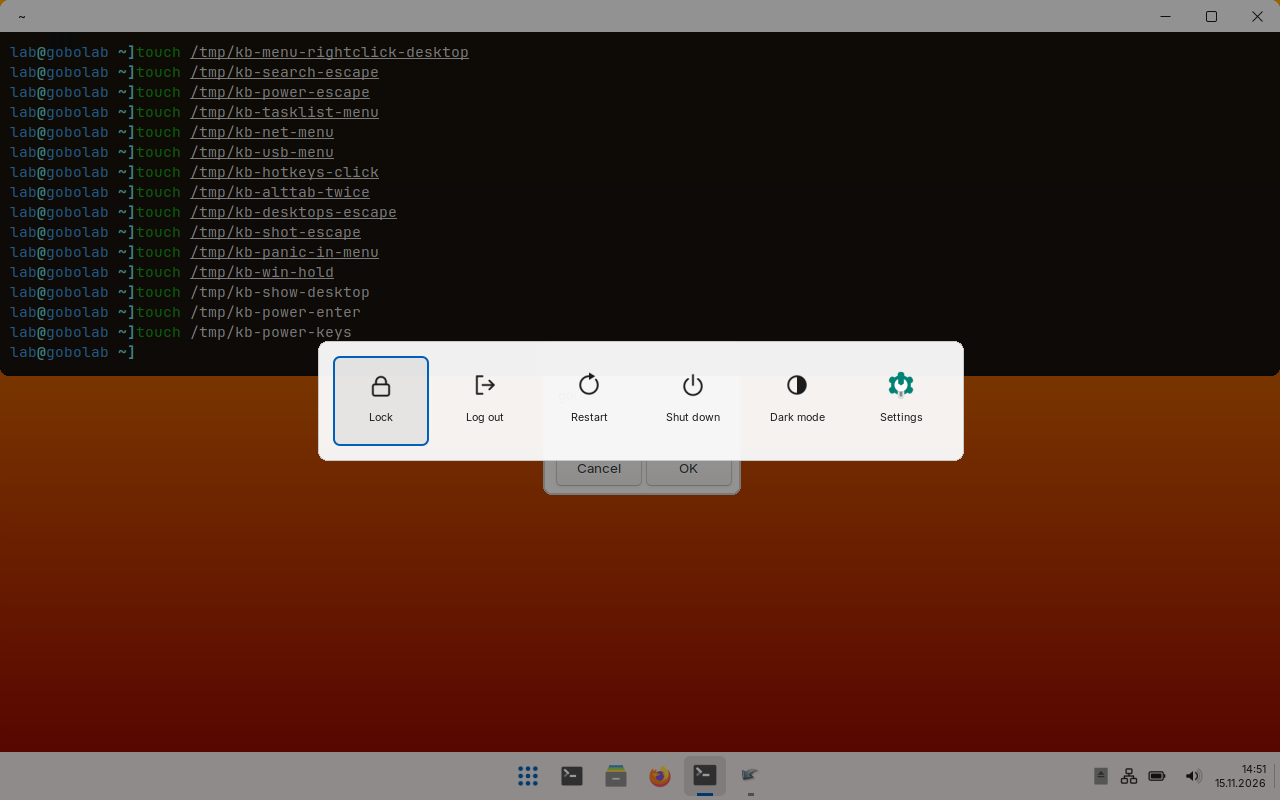 ~
lab@gobolab ~]touch /tmp/kb-menu-rightclick-desktop
lab@gobolab ~]touch /tmp/kb-search-escape
lab@gobolab ~]touch /tmp/kb-power-escape
lab@gobolab ~]touch /tmp/kb-tasklist-menu
lab@gobolab ~]touch /tmp/kb-net-menu
lab@gobolab ~]touch /tmp/kb-usb-menu
lab@gobolab ~]touch /tmp/kb-hotkeys-click
lab@gobolab ~]touch /tmp/kb-alttab-twice
lab@gobolab ~]touch /tmp/kb-desktops-escape
lab@gobolab ~]touch /tmp/kb-shot-escape
lab@gobolab ~]touch /tmp/kb-panic-in-menu
lab@gobolab ~]touch /tmp/kb-win-hold
lab@gobolab ~]touch /tmp/kb-show-desktop
lab@gobolab ~]touch /tmp/kb-power-enter
lab@gobolab ~]touch /tmp/kb-power-keys
lab@gobolab ~]
Lock Log out Restart Shut down Dark mode Settings
Cancel OK
14:51
15.11.2026